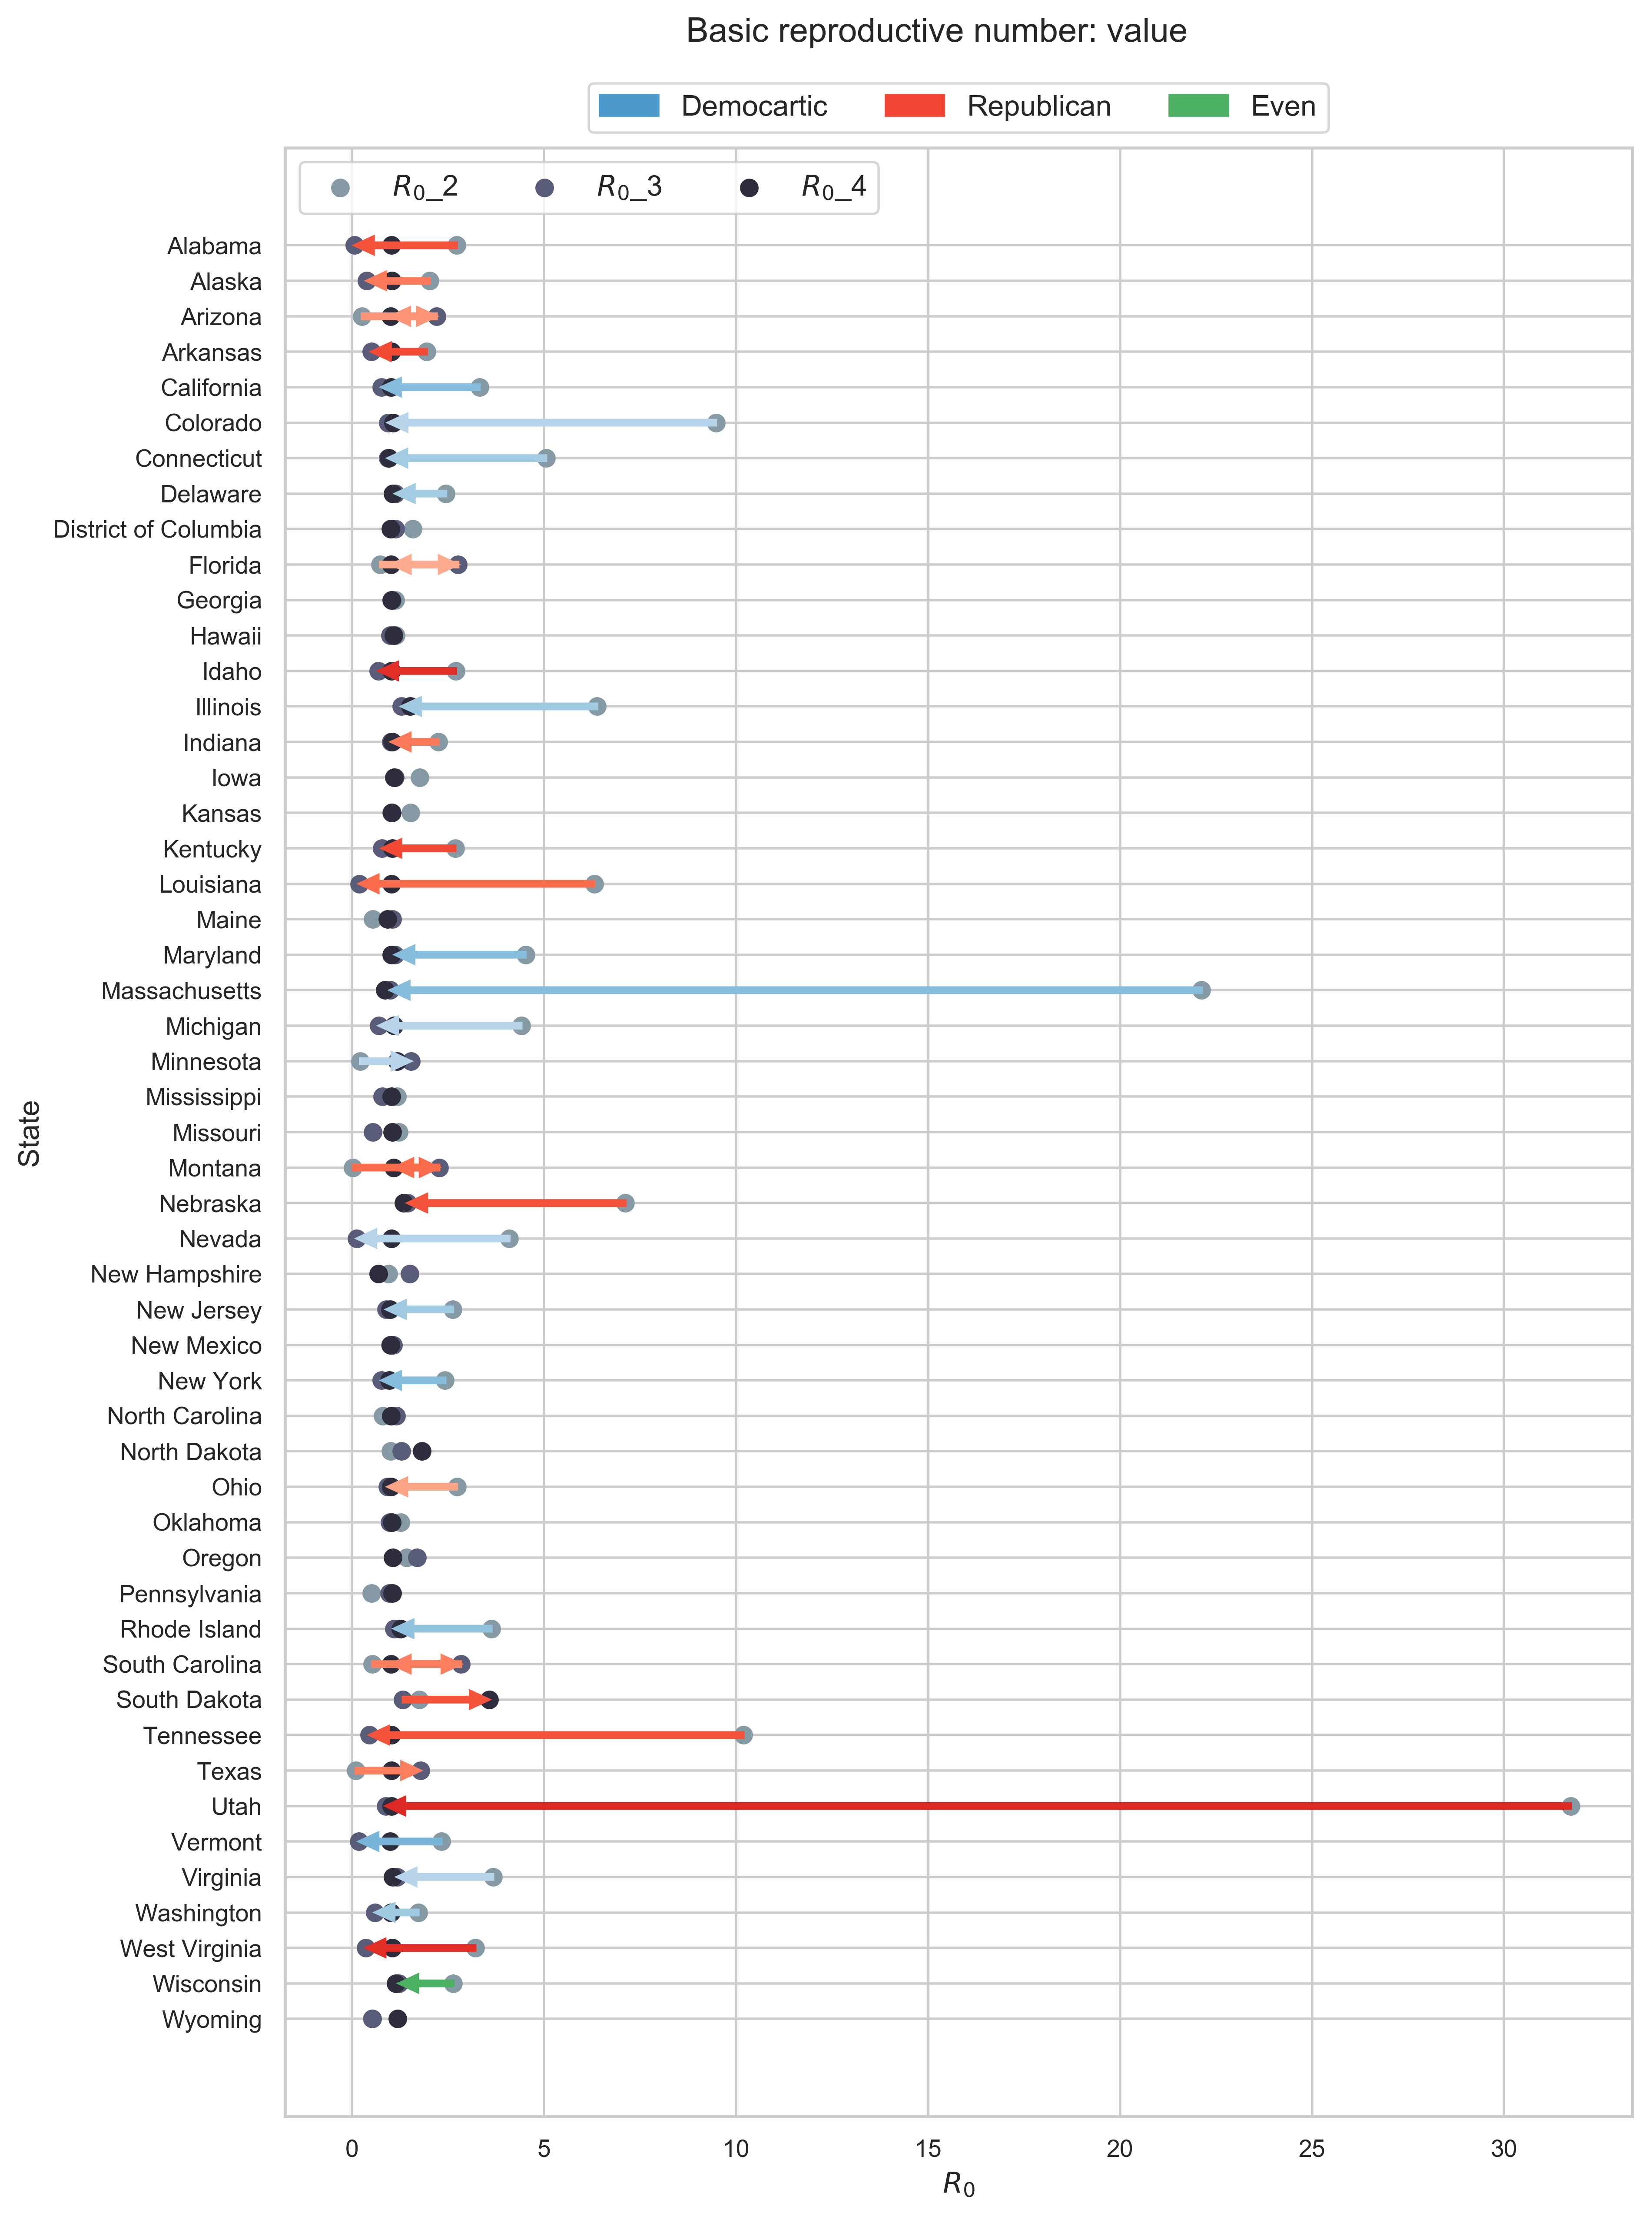 Basic reproductive number: value
Democartic Republican Even
R0_2 R0_3 R0_4
Alabama
Alaska
Arizona
Arkansas
California
Colorado
Connecticut
Delaware
District of Columbia
Florida
Georgia
Hawaii
Idaho
Illinois
Indiana
Iowa
Kansas
Kentucky
Louisiana
Maine
Maryland
Massachusetts
Michigan
Minnesota
Mississippi
Missouri
Montana
Nebraska
Nevada
New Hampshire
New Jersey
New Mexico
New York
North Carolina
North Dakota
Ohio
Oklahoma
Oregon
Pennsylvania
Rhode Island
South Carolina
South Dakota
Tennessee
Texas
Utah
Vermont
Virginia
Washington
West Virginia
Wisconsin
Wyoming
State
0 5 10 15 20 25 30
R0